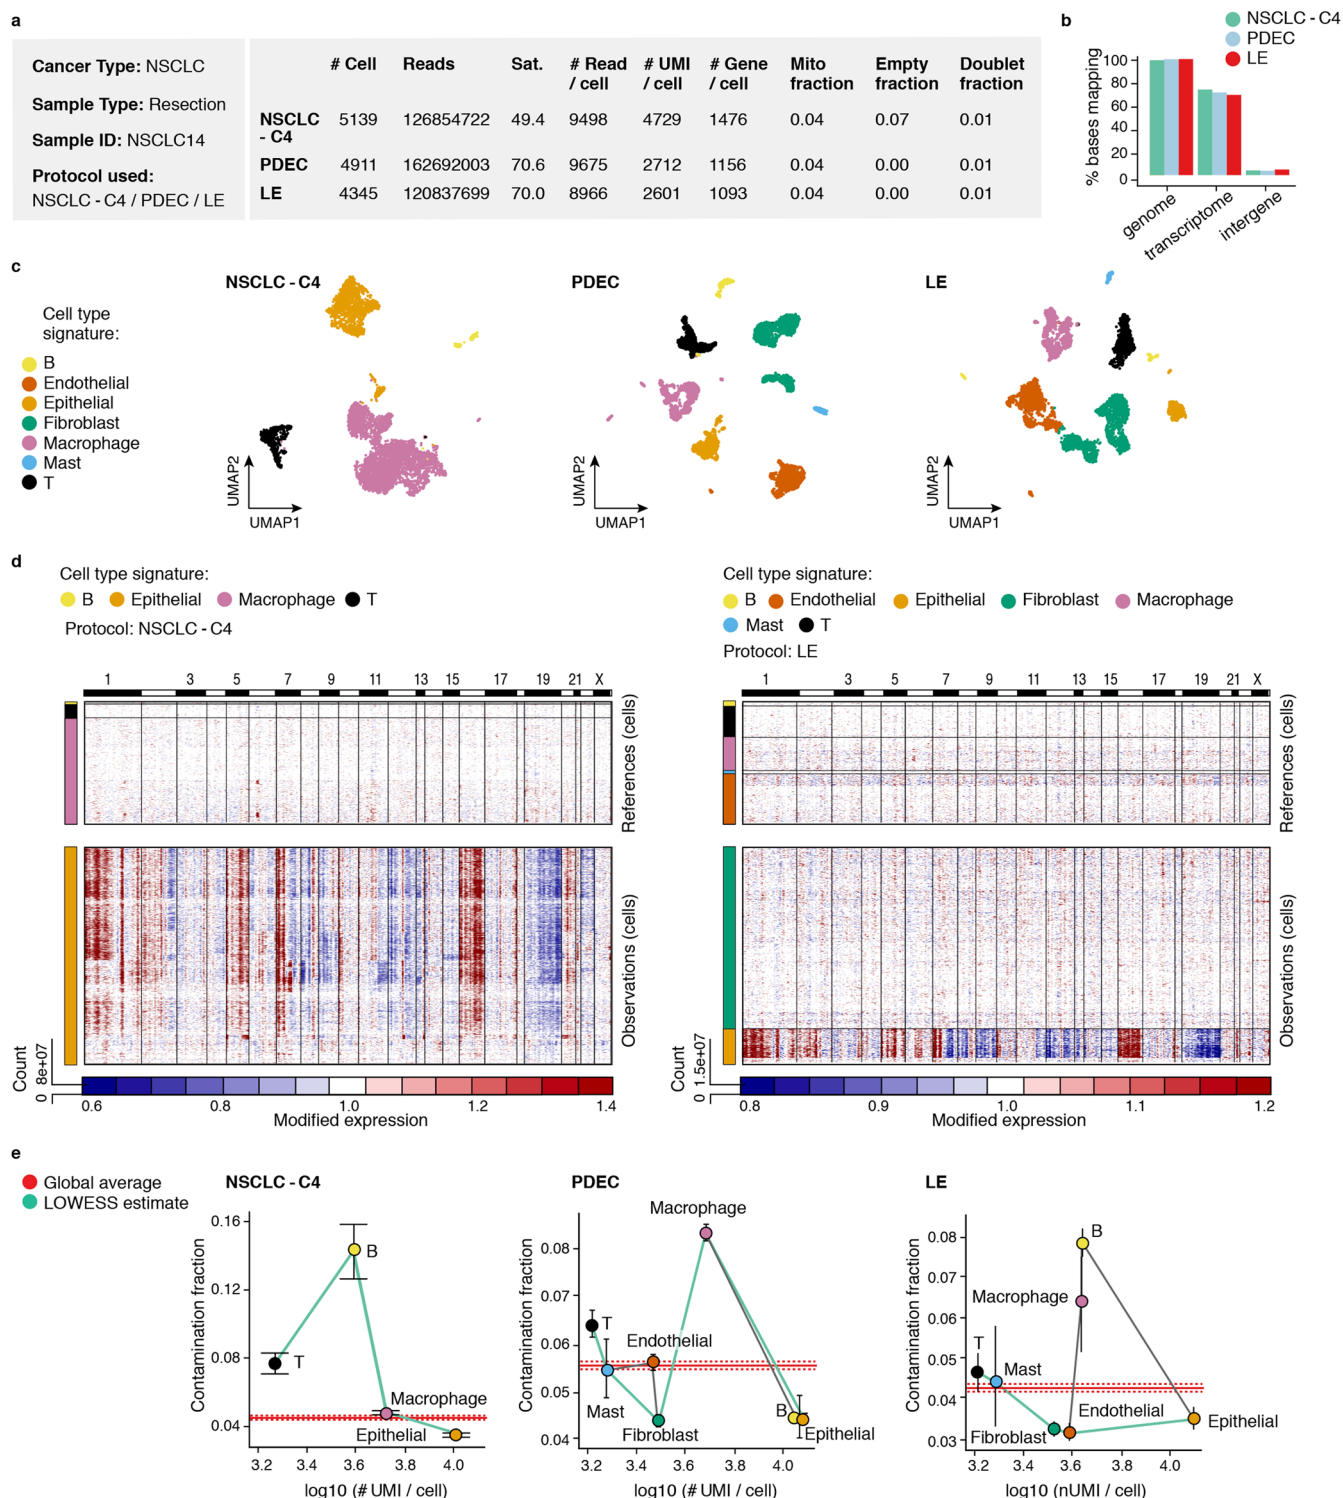 a
Cancer Type: NSCLC
Sample Type: Resection
Sample ID: NSCLC14
Protocol used:
NSCLC - C4 / PDEC / LE
# Cell Reads Sat. # Read / cell # UMI / cell # Gene / cell Mito fraction Empty fraction Doublet fraction
NSCLC - C4 5139 126854722 49.4 9498 4729 1476 0.04 0.07 0.01
PDEC 4911 162692003 70.6 9675 2712 1156 0.04 0.00 0.01
LE 4345 120837699 70.0 8966 2601 1093 0.04 0.00 0.01
b
NSCLC - C4
PDEC
LE
% bases mapping
100
80
60
40
20
0
genome
transcriptome
intergene
c
Cell type
signature:
B
Endothelial
Epithelial
Fibroblast
Macrophage
Mast
T
NSCLC - C4
UMAP2
UMAP1
PDEC
UMAP2
UMAP1
LE
UMAP2
UMAP1
d
Cell type signature:
B Epithelial Macrophage T
Protocol: NSCLC - C4
1 3 5 7 9 11 13 15 17 19 21 X
References (cells)
Observations (cells)
Count
0 8e+07
0.6 0.8 1.0 1.2 1.4
Modified expression
Cell type signature:
B Endothelial Epithelial Fibroblast Macrophage
Mast T
Protocol: LE
1 3 5 7 9 11 13 15 17 19 21 X
References (cells)
Observations (cells)
Count
0 1.5e+07
0.8 0.9 1.0 1.1 1.2
Modified expression
e
Global average
LOWESS estimate
NSCLC - C4
Contamination fraction
0.16
0.12
0.08
0.04
B
T
Macrophage
Epithelial
3.2 3.4 3.8 4.0
log10 (# UMI / cell)
PDEC
Contamination fraction
0.08
0.06
0.05
0.04
Macrophage
T
Endothelial
Mast
Fibroblast
B
Epithelial
3.2 3.4 3.6 3.8 4.0
log10 (# UMI / cell)
LE
Contamination fraction
0.08
0.07
0.06
0.05
0.04
0.03
B
Macrophage
T
Mast
Endothelial
Fibroblast
Epithelial
3.2 3.4 3.6 3.8 4.0
log10 (nUMI / cell)